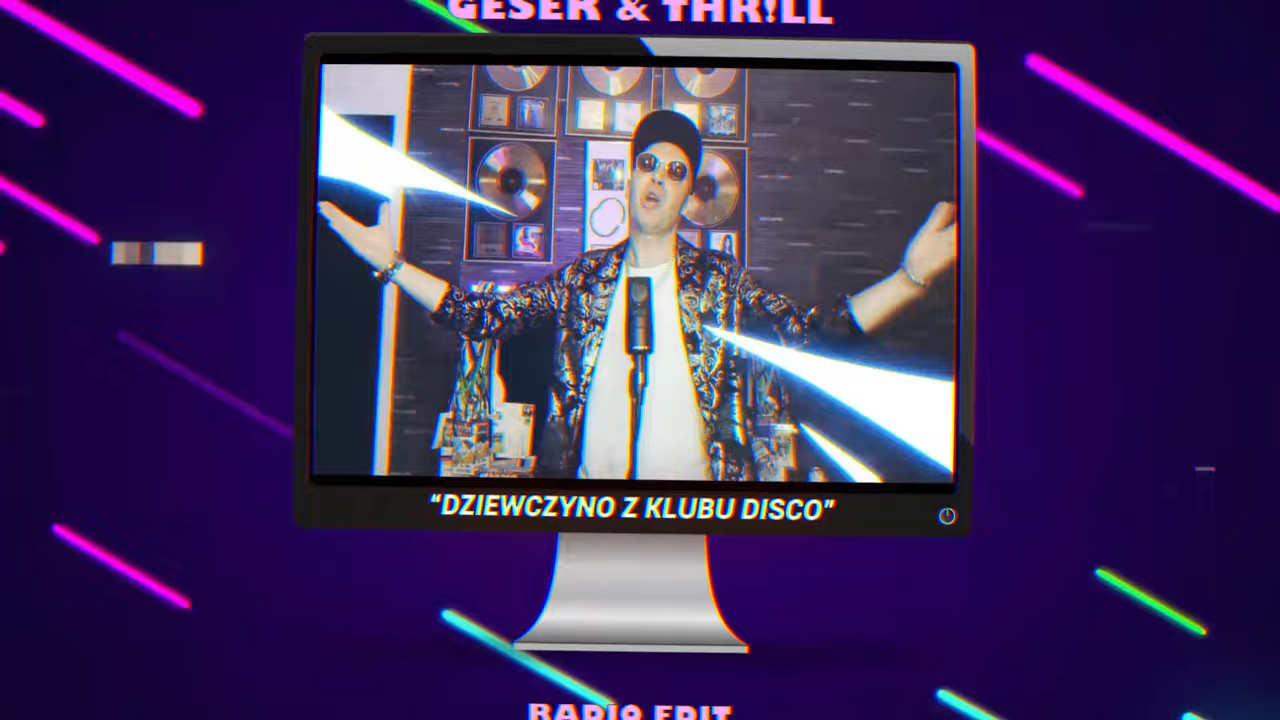 GESER & THR!LL
“DZIEWCZYNO Z KLUBU DISCO”
RADIO EDIT